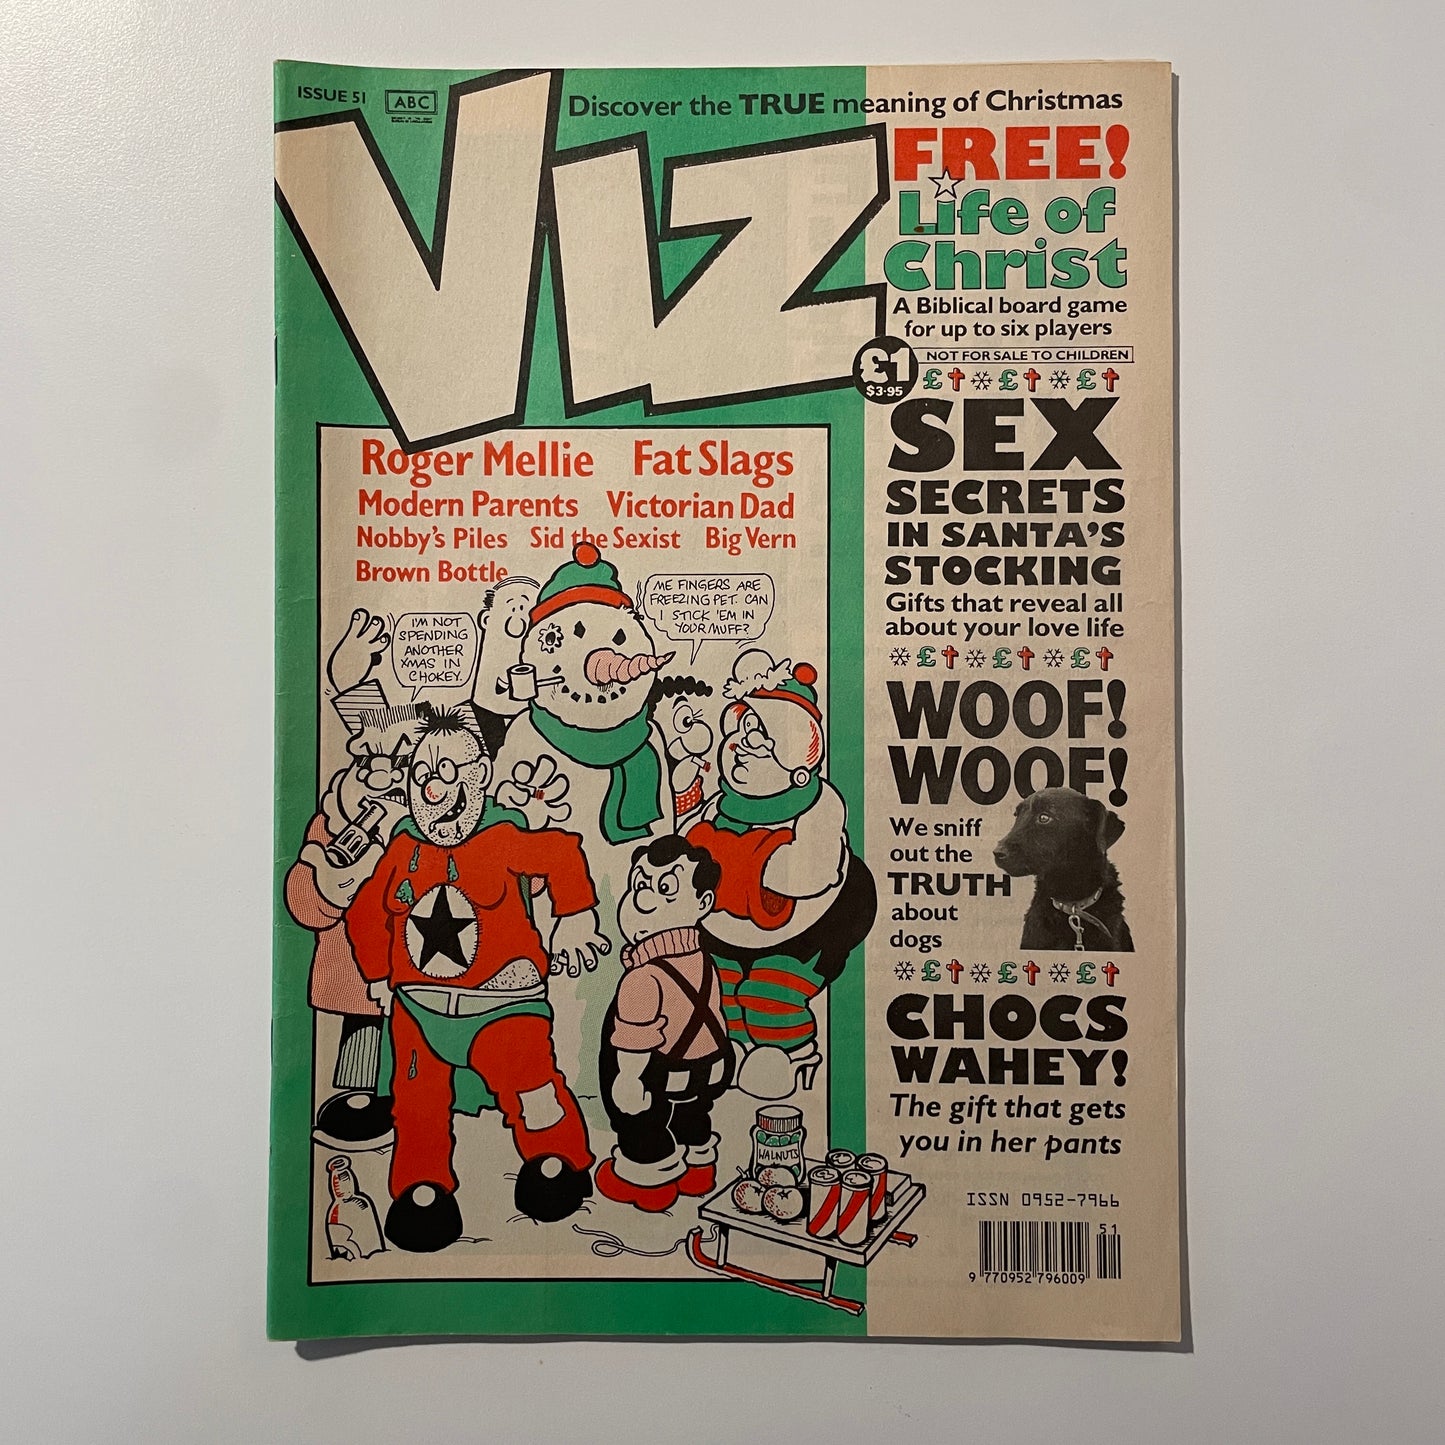 ISSUE 51
ABC
Discover the TRUE meaning of Christmas
VIZ
FREE!
Life of
Christ
A Biblical board game
for up to six players
£1
$3·95
NOT FOR SALE TO CHILDREN
£ £ £
SEX
SECRETS
IN SANTA'S
STOCKING
Gifts that reveal all
about your love life
£ £ £
WOOF!
WOOF!
We sniff
out the
TRUTH
about
dogs
£ £ £
CHOCS
WAHEY!
The gift that gets
you in her pants
ISSN 0952-7966
51
9 770952 796009
Roger Mellie Fat Slags
Modern Parents Victorian Dad
Nobby's Piles Sid the Sexist Big Vern
Brown Bottle
I'M NOT
SPENDING
ANOTHER
XMAS IN
CHOKEY.
ME FINGERS ARE
FREEZING PET. CAN
I STICK 'EM IN
YOUR MUFF?
WALNUTS